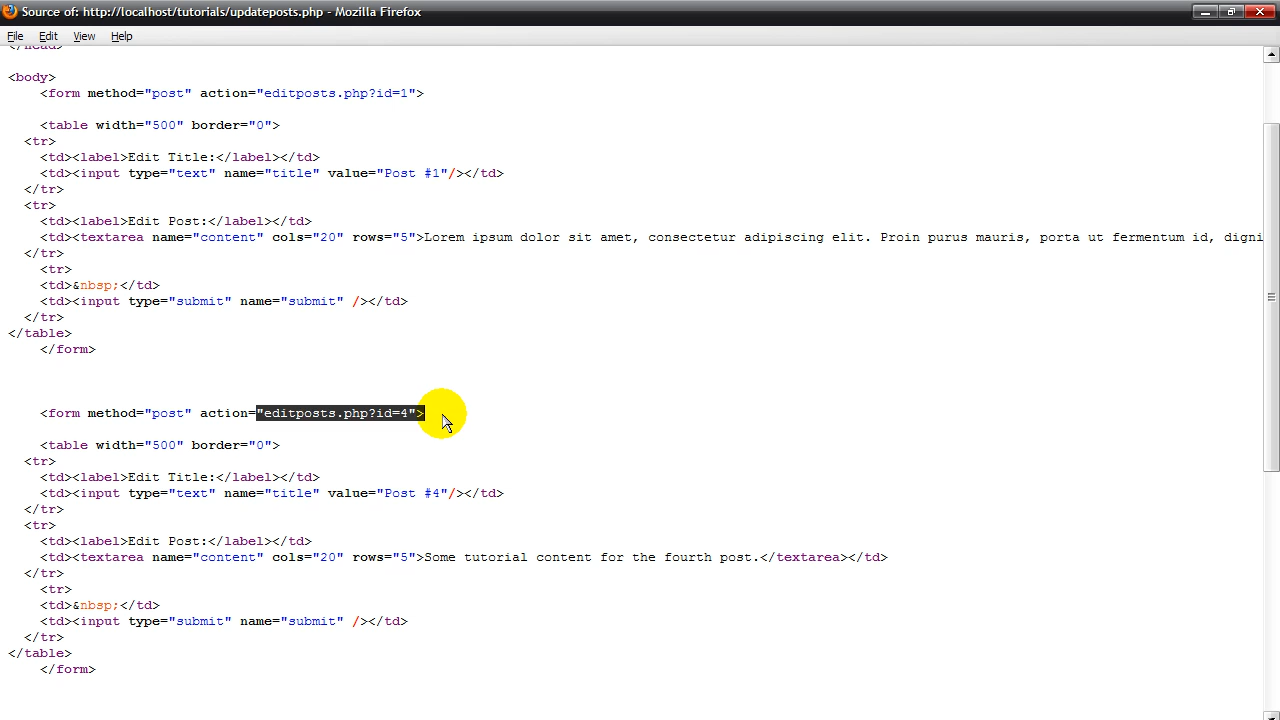 Source of: http://localhost/tutorials/updateposts.php - Mozilla Firefox
File Edit View Help
</head>
<body>
<form method="post" action="editposts.php?id=1">
<table width="500" border="0">
<tr>
<td><label>Edit Title:</label></td>
<td><input type="text" name="title" value="Post #1"/></td>
</tr>
<tr>
<td><label>Edit Post:</label></td>
<td><textarea name="content" cols="20" rows="5">Lorem ipsum dolor sit amet, consectetur adipiscing elit. Proin purus mauris, porta ut fermentum id, digni
</tr>
<tr>
<td>&nbsp;</td>
<td><input type="submit" name="submit" /></td>
</tr>
</table>
</form>
<form method="post" action="editposts.php?id=4">
<table width="500" border="0">
<tr>
<td><label>Edit Title:</label></td>
<td><input type="text" name="title" value="Post #4"/></td>
</tr>
<tr>
<td><label>Edit Post:</label></td>
<td><textarea name="content" cols="20" rows="5">Some tutorial content for the fourth post.</textarea></td>
</tr>
<tr>
<td>&nbsp;</td>
<td><input type="submit" name="submit" /></td>
</tr>
</table>
</form>